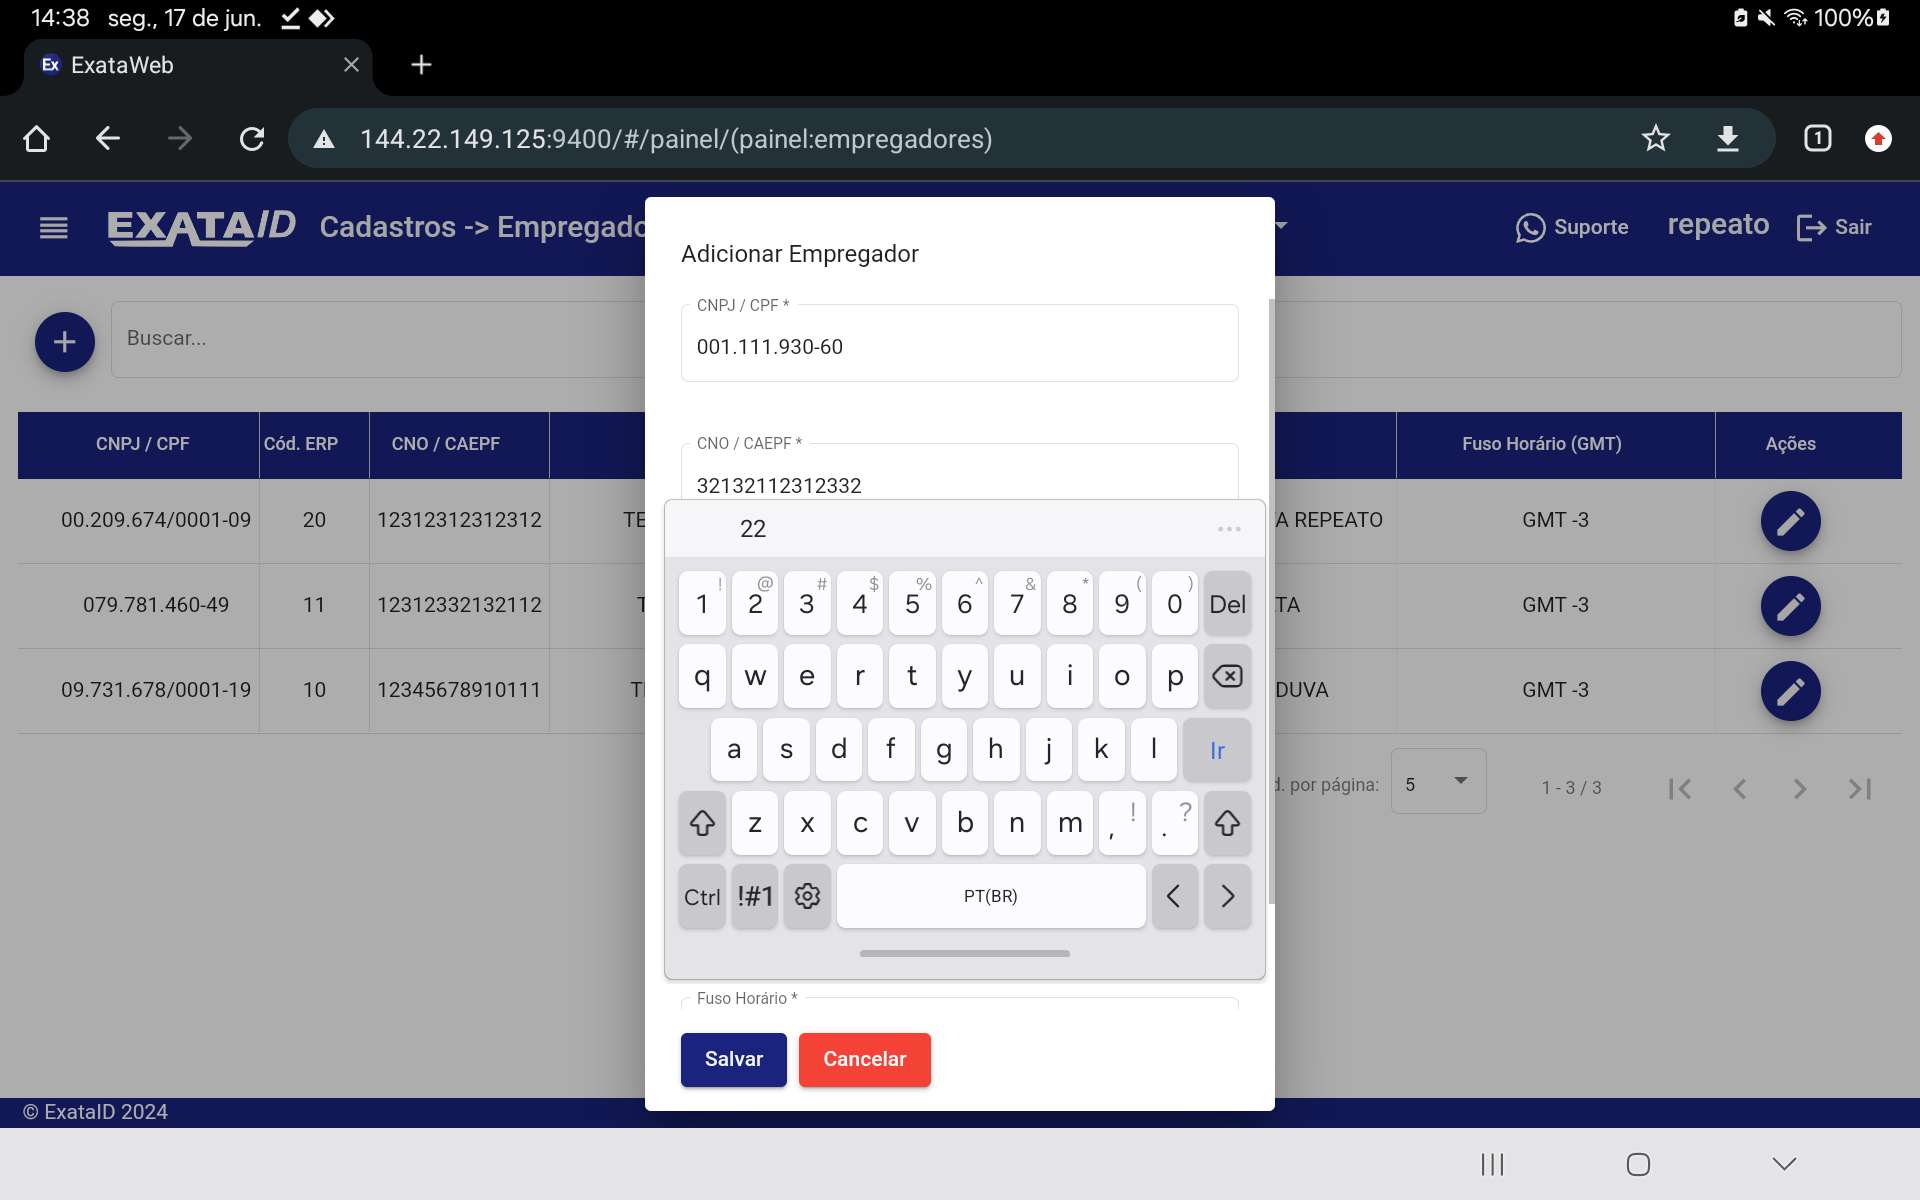 14:38 seg., 17 de jun. 100%
Ex ExataWeb
144.22.149.125:9400/#/painel/(painel:empregadores) 1
EXATAID Cadastros -> Empregado Suporte repeato Sair
Buscar...
CNPJ / CPF Cód. ERP CNO / CAEPF Fuso Horário (GMT) Ações
00.209.674/0001-09 20 12312312312312 TE A REPEATO GMT -3
079.781.460-49 11 12312332132112 T TA GMT -3
09.731.678/0001-19 10 12345678910111 DUVA GMT -3
d. por página: 5 1 - 3 / 3
Adicionar Empregador
CNPJ / CPF *
001.111.930-60
CNO / CAEPF *
32132112312332
22 ...
! @ # $ % ^ & * ( )
1 2 3 4 5 6 7 8 9 0 Del
q w e r t y u i o p
a s d f g h j k l Ir
z x c v b n m , ! . ?
Ctrl !#1 PT(BR)
Fuso Horário *
Salvar Cancelar
© ExataID 2024